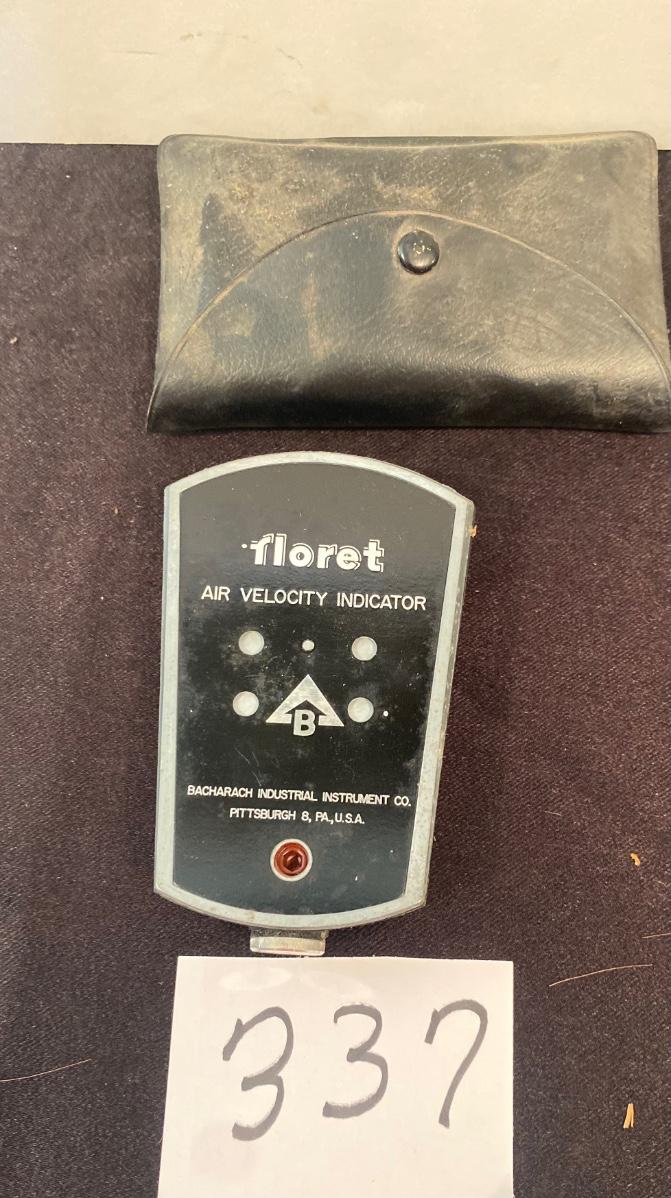 floret
AIR VELOCITY INDICATOR
B
BACHARACH INDUSTRIAL INSTRUMENT CO.
PITTSBURGH 8, PA., U.S.A.
337